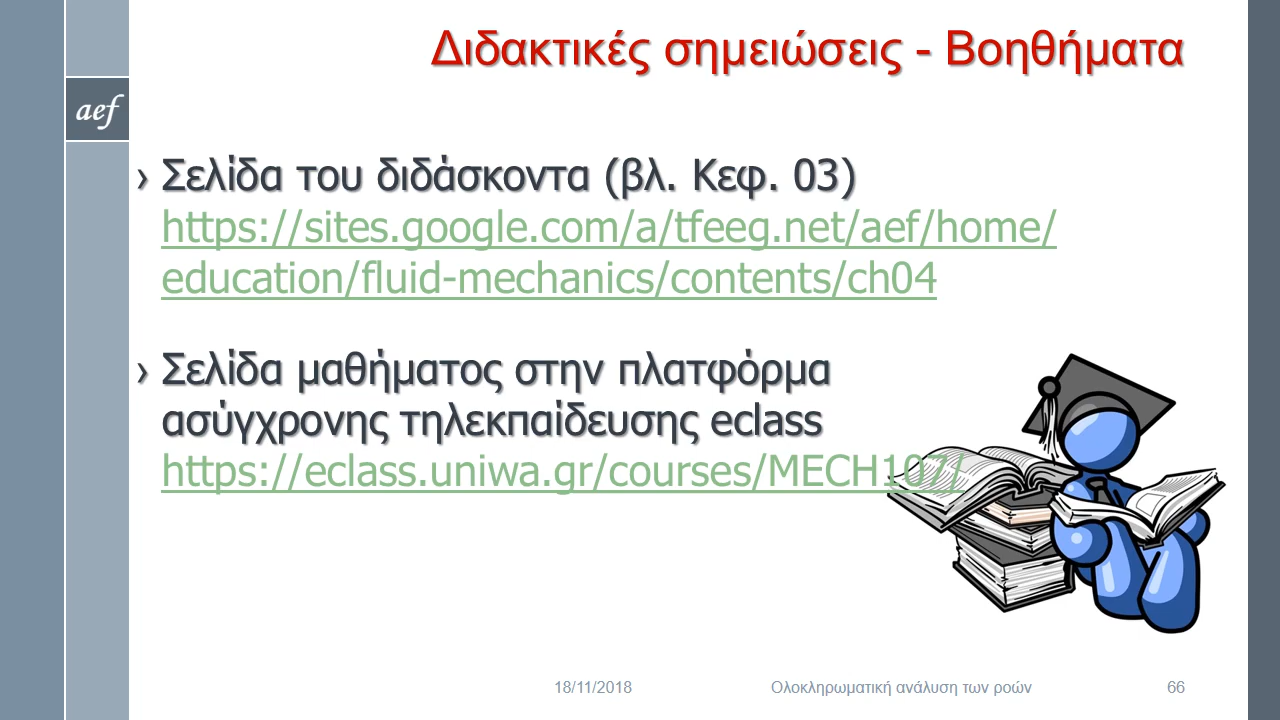 Διδακτικές σημειώσεις - Βοηθήματα
aef
› Σελίδα του διδάσκοντα (βλ. Κεφ. 03)
https://sites.google.com/a/tfeeg.net/aef/home/
education/fluid-mechanics/contents/ch04
› Σελίδα μαθήματος στην πλατφόρμα
ασύγχρονης τηλεκπαίδευσης eclass
https://eclass.uniwa.gr/courses/MECH107/
18/11/2018 Ολοκληρωματική ανάλυση των ροών 66